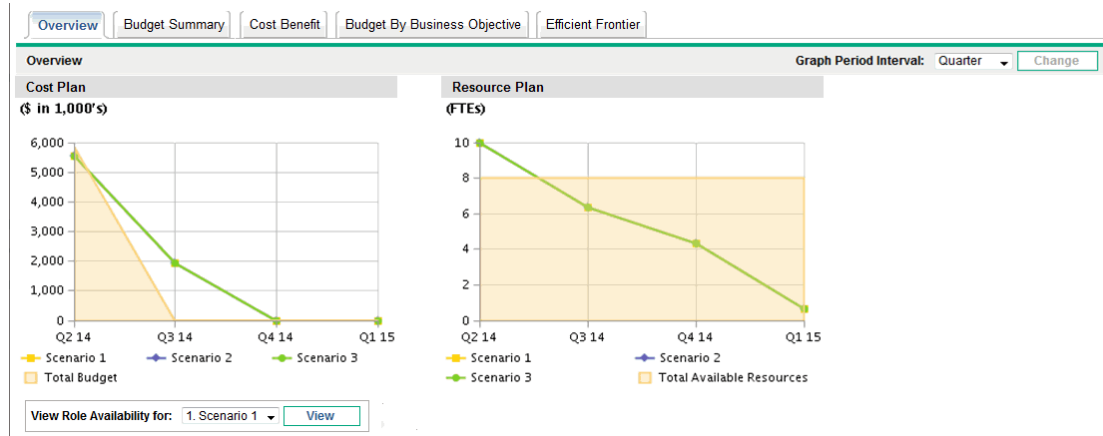 Overview Budget Summary Cost Benefit Budget By Business Objective Efficient Frontier
Overview Graph Period Interval: Quarter Change
Cost Plan
($ in 1,000's)
6,000
5,000
4,000
3,000
2,000
1,000
0
Q2 14 Q3 14 Q4 14 Q1 15
Scenario 1 Scenario 2 Scenario 3
Total Budget
Resource Plan
(FTEs)
10
8
6
4
2
0
Q2 14 Q3 14 Q4 14 Q1 15
Scenario 1 Scenario 2
Scenario 3 Total Available Resources
View Role Availability for: 1. Scenario 1 View